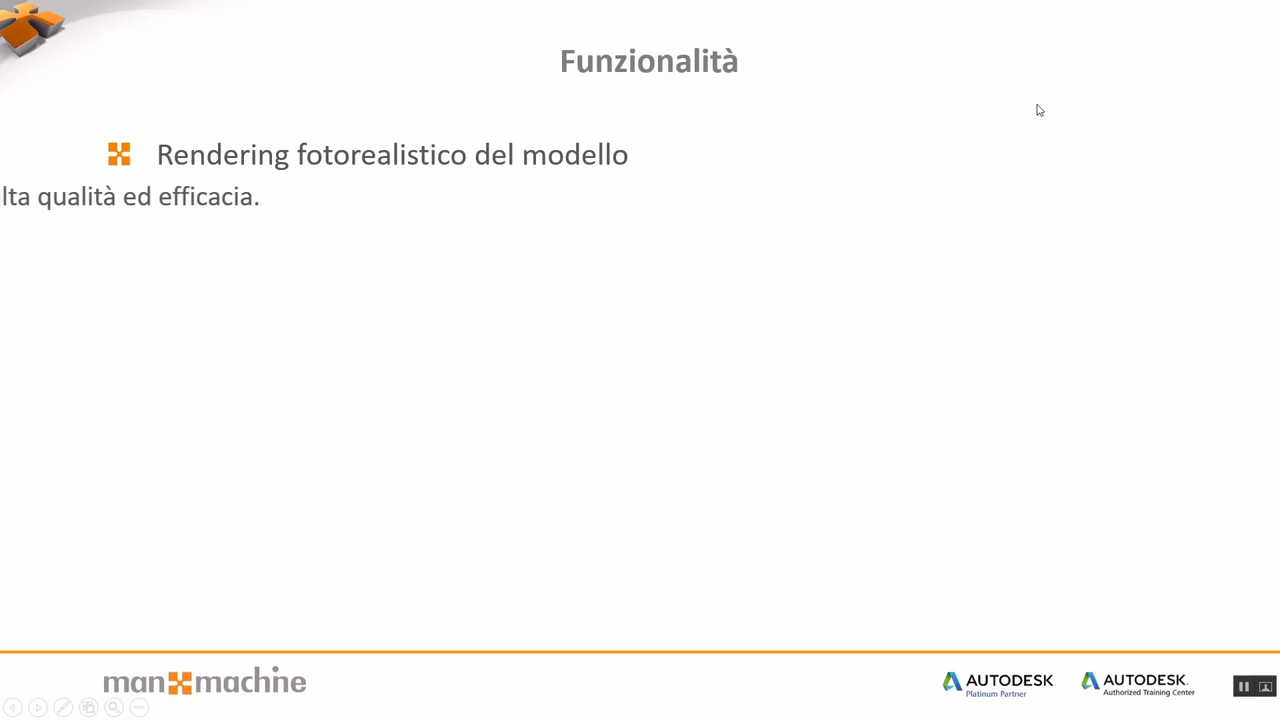 Funzionalità
Rendering fotorealistico del modello
lta qualità ed efficacia.
man machine
AUTODESK.
Platinum Partner
AUTODESK.
Authorized Training Center